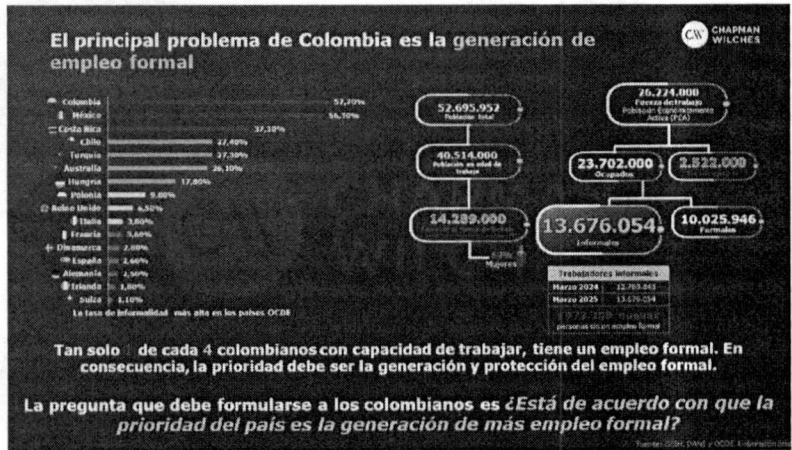 El principal problema de Colombia es la generación de
empleo formal
CHAPMAN
WILCHES
Colombia 57,20%
México 56,30%
Costa Rica 37,30%
Chile 27,40%
Turquía 27,30%
Australia 26,10%
Hungría 17,80%
Polonia 9,00%
Reino Unido 6,50%
Italia 3,80%
Francia 3,60%
Dinamarca 2,80%
España 2,60%
Alemania 2,50%
Irlanda 1,80%
Suiza 1,10%
La tasa de informalidad más alta en los países OCDE
52.695.952
Población total
40.514.000
Población en edad de
trabajo
14.289.000
Mujeres
26.224.000
Fuerza de trabajo
Población Económicamente
Activa (PEA)
23.702.000
Ocupados
2.522.000
13.676.054
Informales
10.025.946
Formales
Trabajadores informales
Marzo 2024
Marzo 2025 13.676.054
personas sin un empleo formal
Tan solo 1 de cada 4 colombianos con capacidad de trabajar, tiene un empleo formal. En
consecuencia, la prioridad debe ser la generación y protección del empleo formal.
La pregunta que debe formularse a los colombianos es ¿Está de acuerdo con que la
prioridad del país es la generación de más empleo formal?